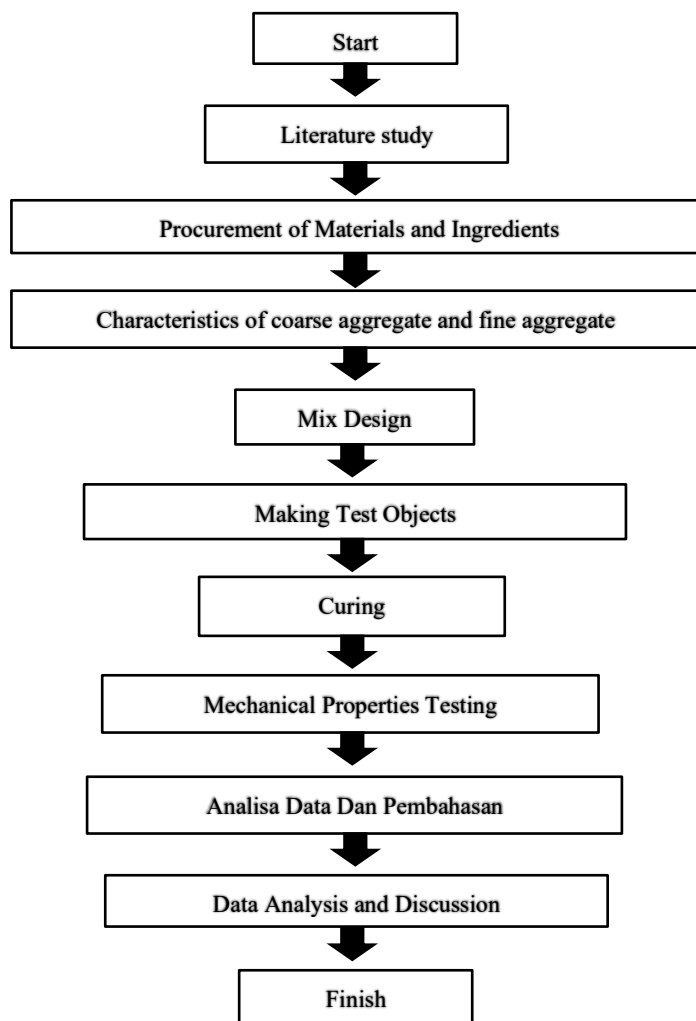 Start
Literature study
Procurement of Materials and Ingredients
Characteristics of coarse aggregate and fine aggregate
Mix Design
Making Test Objects
Curing
Mechanical Properties Testing
Analisa Data Dan Pembahasan
Data Analysis and Discussion
Finish